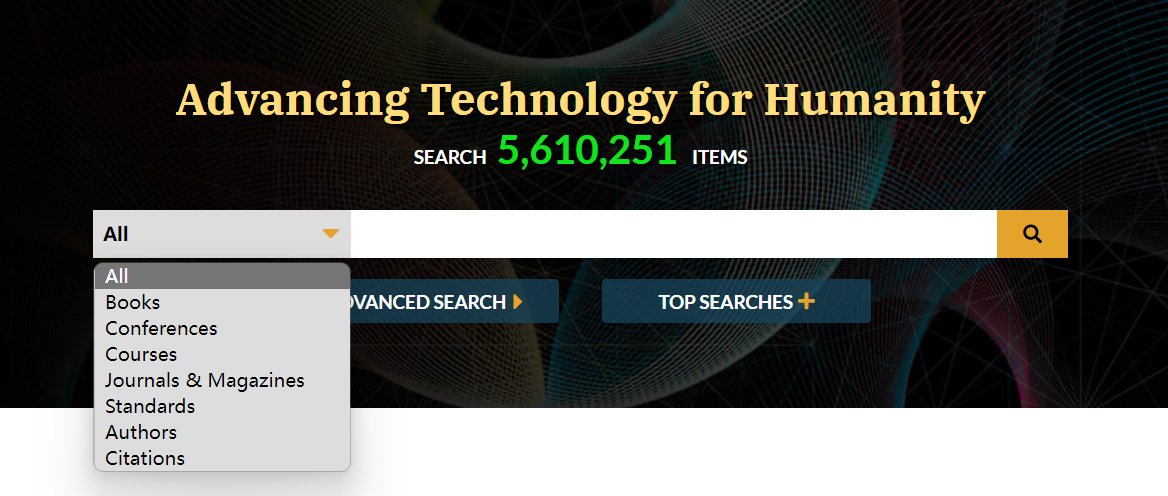 Advancing Technology for Humanity
SEARCH 5,610,251 ITEMS
All
DVANCED SEARCH
TOP SEARCHES
All
Books
Conferences
Courses
Journals & Magazines
Standards
Authors
Citations